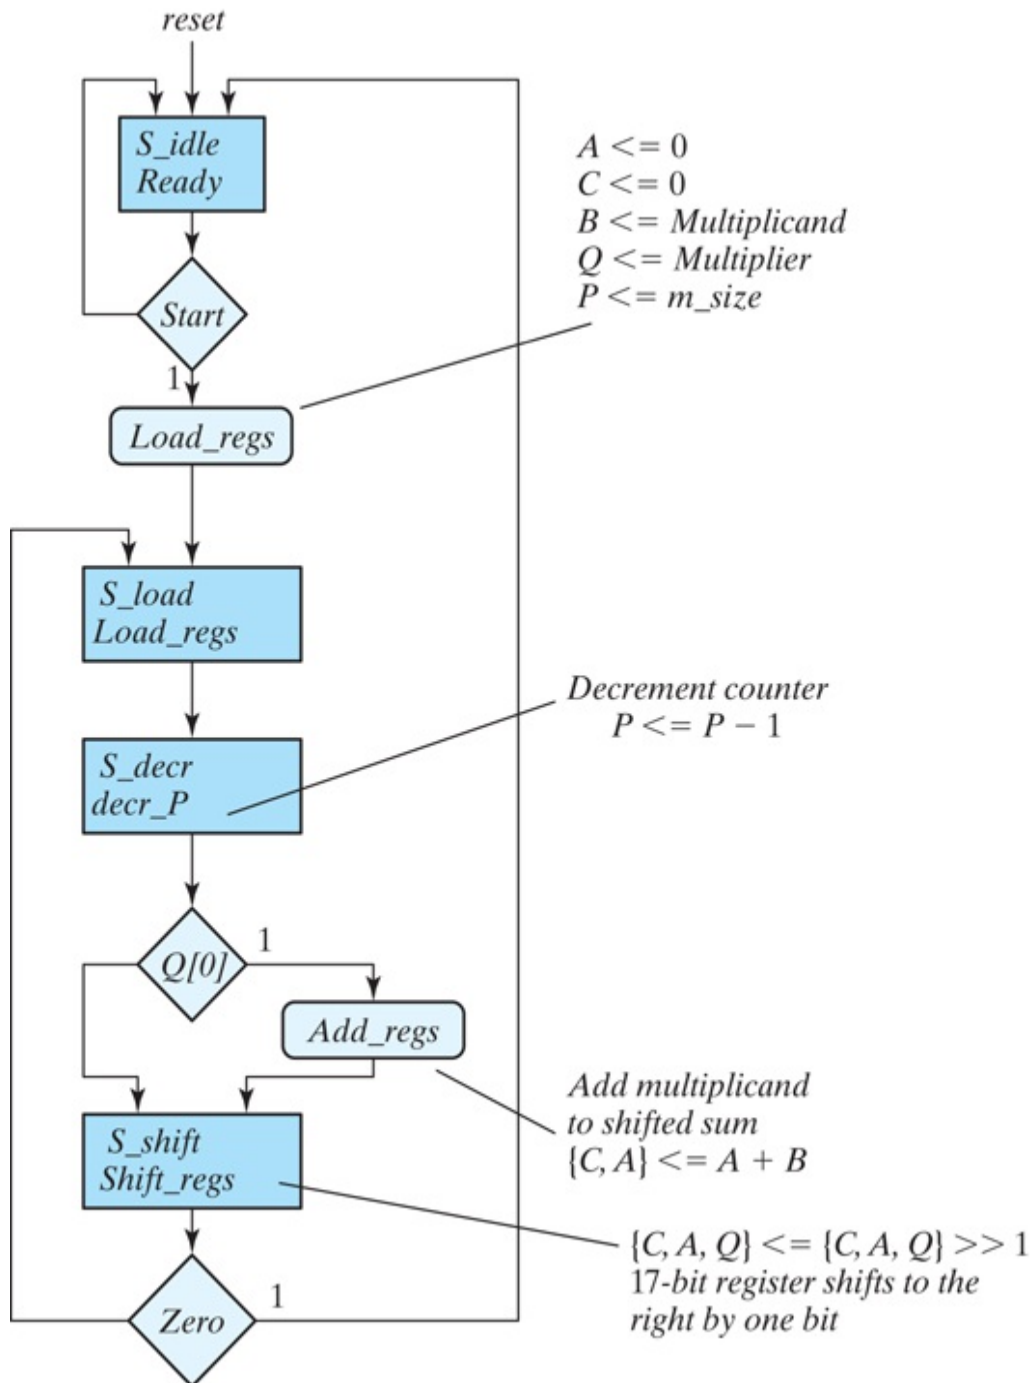 reset
S_idle
Ready
Start
1
Load_regs
A <= 0
C <= 0
B <= Multiplicand
Q <= Multiplier
P <= m_size
S_load
Load_regs
S_decr
decr_P
Decrement counter
P <= P − 1
Q[0]
1
Add_regs
Add multiplicand
to shifted sum
{C, A} <= A + B
S_shift
Shift_regs
{C, A, Q} <= {C, A, Q} >> 1
17-bit register shifts to the
right by one bit
Zero
1